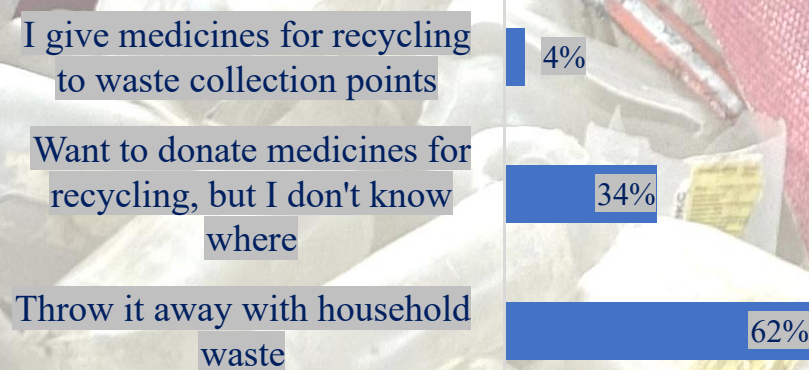 I give medicines for recycling
to waste collection points
4%
Want to donate medicines for
recycling, but I don't know
where
34%
Throw it away with household
waste
62%